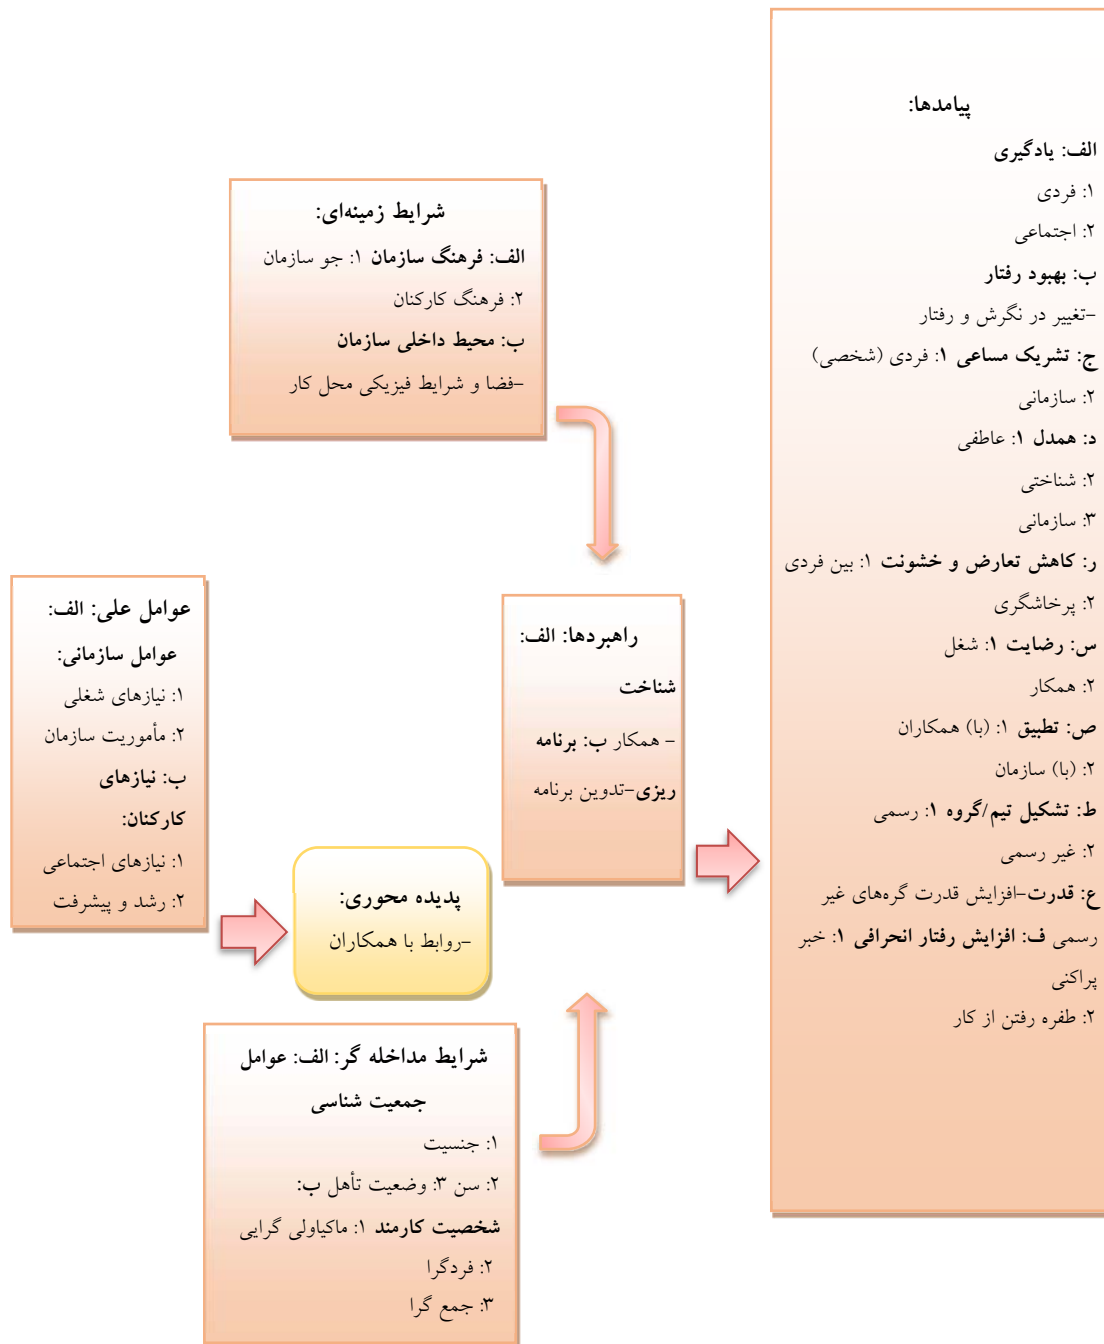 پیامدها:
الف: یادگیری
۱: فردی
۲: اجتماعی
ب: بهبود رفتار
-تغییر در نگرش و رفتار
ج: تشریک مساعی ۱: فردی (شخصی)
۲: سازمانی
د: همدل ۱: عاطفی
۲: شناختی
۳: سازمانی
ر: کاهش تعارض و خشونت ۱: بین فردی
۲: پرخاشگری
س: رضایت ۱: شغل
۲: همکار
ص: تطبیق ۱: (با) همکاران
۲: (با) سازمان
ط: تشکیل تیم/گروه ۱: رسمی
۲: غیر رسمی
ع: قدرت-افزایش قدرت گره‌های غیر
رسمی ف: افزایش رفتار انحرافی ۱: خبر
پراکنی
۲: طفره رفتن از کار
شرایط زمینه‌ای:
الف: فرهنگ سازمان ۱: جو سازمان
۲: فرهنگ کارکنان
ب: محیط داخلی سازمان
-فضا و شرایط فیزیکی محل کار
راهبردها: الف:
شناخت
- همکار ب: برنامه
ریزی-تدوین برنامه
عوامل علی: الف:
عوامل سازمانی:
۱: نیازهای شغلی
۲: مأموریت سازمان
ب: نیازهای
کارکنان:
۱: نیازهای اجتماعی
۲: رشد و پیشرفت
پدیده محوری:
-روابط با همکاران
شرایط مداخله گر: الف: عوامل
جمعیت شناسی
۱: جنسیت
۲: سن ۳: وضعیت تأهل ب:
شخصیت کارمند ۱: ماکیاولی گرایی
۲: فردگرا
۳: جمع گرا